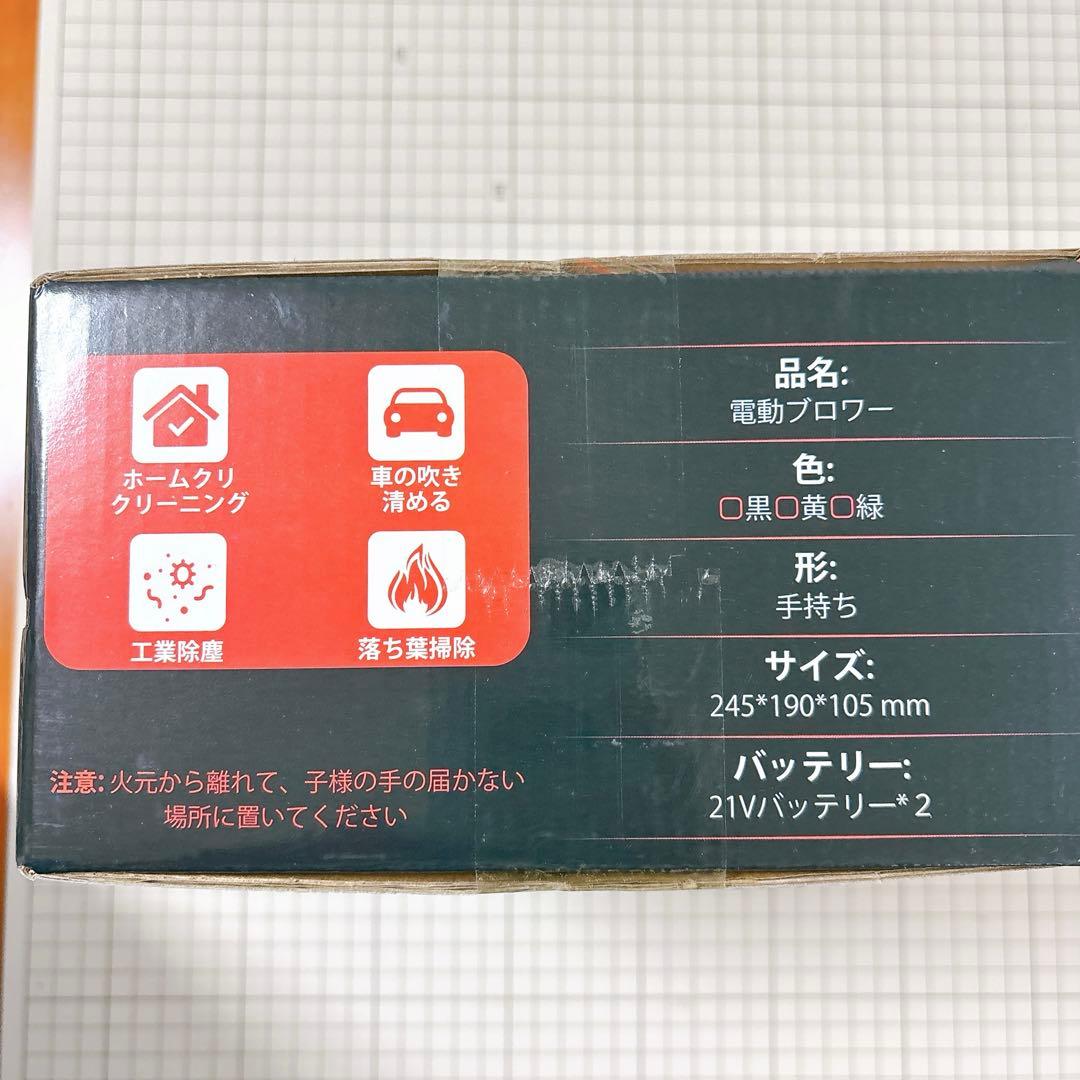 ホームクリ
クリーニング
車の吹き
清める
工業除塵
落ち葉掃除
注意: 火元から離れて、子様の手の届かない
場所に置いてください
品名:
電動ブロワー
色:
▢黒▢黄▢緑
形:
手持ち
サイズ:
245*190*105 mm
バッテリー:
21Vバッテリー* 2